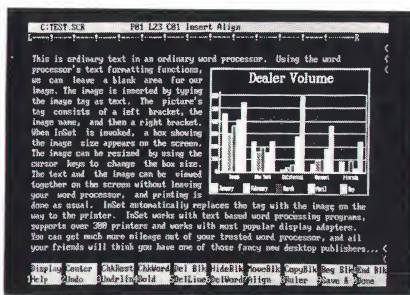 C:TEST.SCR P01 L23 C01 Insert Align
This is ordinary text in an ordinary word processor. Using the word
processor's text formatting functions,
we can leave a blank area for our
image. The image is inserted by typing
the image tag as text. The picture's
tag consists of a left bracket, the
image name, and then a right bracket.
When InSet is invoked, a box showing
the image size appears on the screen.
The image can be resized by using the
cursor keys to change the box size.
The text and the image can be viewed
together on the screen without leaving
your word processor, and printing is
done as usual. InSet automatically replaces the tag with the image on the
way to the printer. InSet works with text based word processing programs,
supports over 300 printers and works with most popular display adapters.
You can get much more mileage out of your trusted word processor, and all
your friends will think you have one of those fancy new desktop publishers...
Dealer Volume
Texas New York California Vermont Florida
January February March April May
Display Center ChkRest ChkWord Del Blk HideBlk MoveBlk CopyBlk Beg Blk End Blk
Help Undo Undrlin Bold DelLine DelWord Align Ruler Save & Done